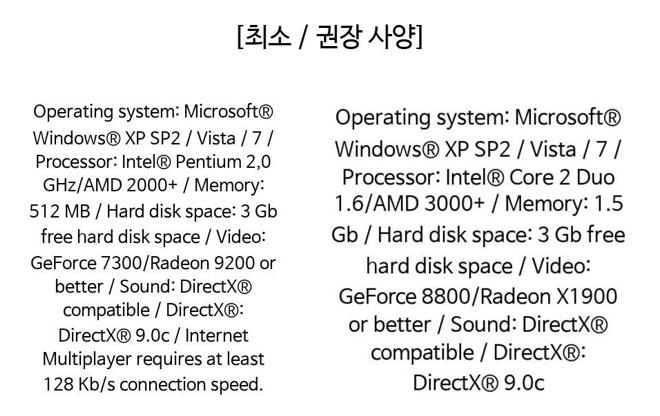 [최소 / 권장 사양]
Operating system: Microsoft®
Windows® XP SP2 / Vista / 7 /
Processor: Intel® Pentium 2,0
GHz/AMD 2000+ / Memory:
512 MB / Hard disk space: 3 Gb
free hard disk space / Video:
GeForce 7300/Radeon 9200 or
better / Sound: DirectX®
compatible / DirectX®:
DirectX® 9.0c / Internet
Multiplayer requires at least
128 Kb/s connection speed.
Operating system: Microsoft®
Windows® XP SP2 / Vista / 7 /
Processor: Intel® Core 2 Duo
1.6/AMD 3000+ / Memory: 1.5
Gb / Hard disk space: 3 Gb free
hard disk space / Video:
GeForce 8800/Radeon X1900
or better / Sound: DirectX®
compatible / DirectX®:
DirectX® 9.0c